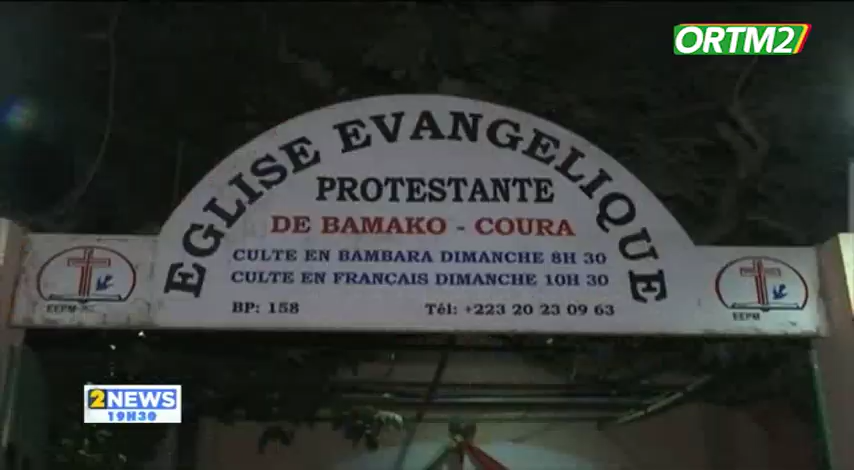 ORTM2
EGLISE EVANGELIQUE
PROTESTANTE
DE BAMAKO - COURA
CULTE EN BAMBARA DIMANCHE 8H 30
CULTE EN FRANCAIS DIMANCHE 10H 30
BP: 158 Tél: +223 20 23 09 63
EEPM
EEPM
2NEWS
19H30